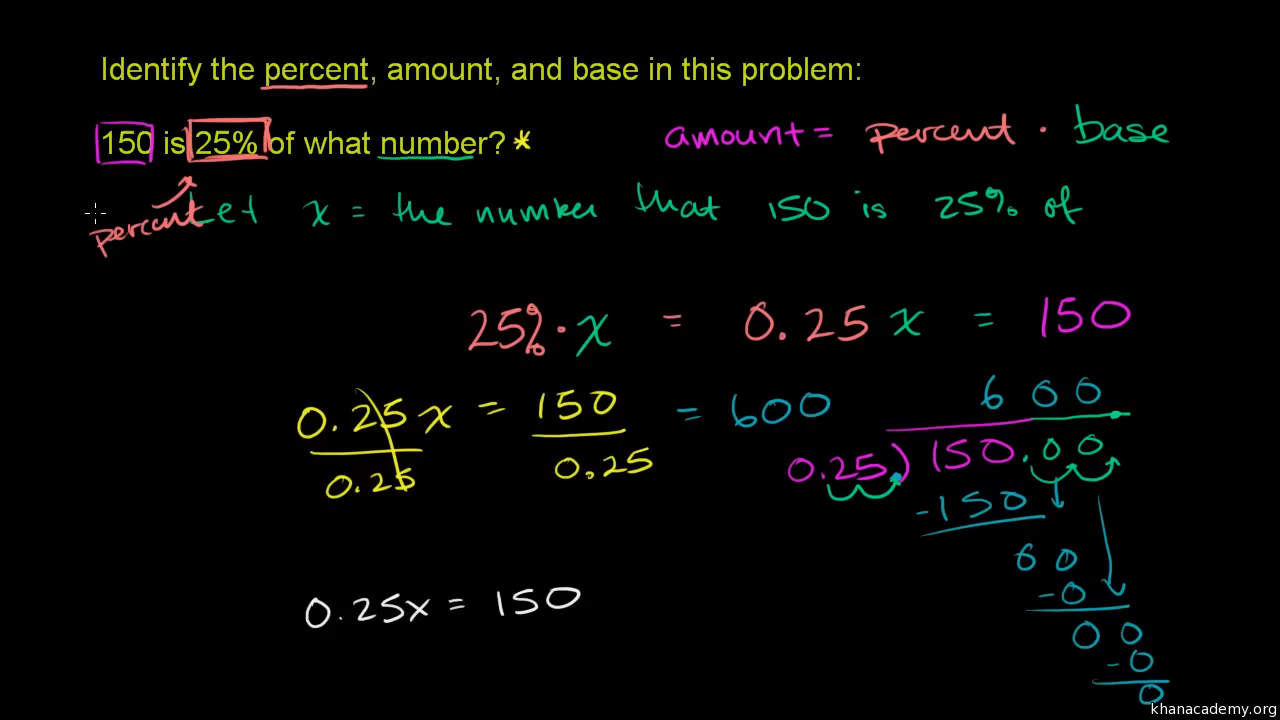 Identify the percent, amount, and base in this problem:
150 is 25% of what number? * amount = percent · base
percent Let x = the number that 150 is 25% of
25% · x = 0.25 x = 150
0.25 x = 150 = 600
0.25 0.25
600
0.25) 150.00
-150
60
-0
00
-0
0
0.25x = 150
khanacademy.org